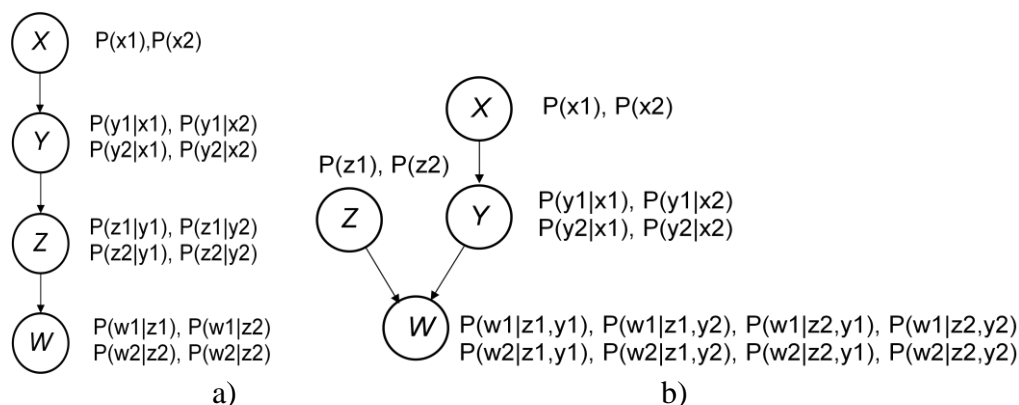 X P(x1),P(x2)
Y P(y1|x1), P(y1|x2)
P(y2|x1), P(y2|x2)
Z P(z1|y1), P(z1|y2)
P(z2|y1), P(z2|y2)
W P(w1|z1), P(w1|z2)
P(w2|z2), P(w2|z2)
a)
X P(x1), P(x2)
P(z1), P(z2)
Z
Y P(y1|x1), P(y1|x2)
P(y2|x1), P(y2|x2)
W P(w1|z1,y1), P(w1|z1,y2), P(w1|z2,y1), P(w1|z2,y2)
P(w2|z1,y1), P(w2|z1,y2), P(w2|z2,y1), P(w2|z2,y2)
b)